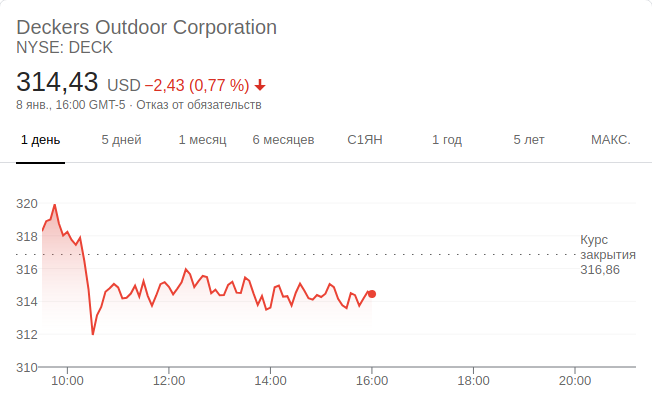 Deckers Outdoor Corporation
NYSE: DECK
314,43 USD −2,43 (0,77 %)
8 янв., 16:00 GMT-5 · Отказ от обязательств
1 день 5 дней 1 месяц 6 месяцев С1ЯН 1 год 5 лет МАКС.
320
318
316
314
312
310
Курс
закрытия
316,86
10:00 12:00 14:00 16:00 18:00 20:00